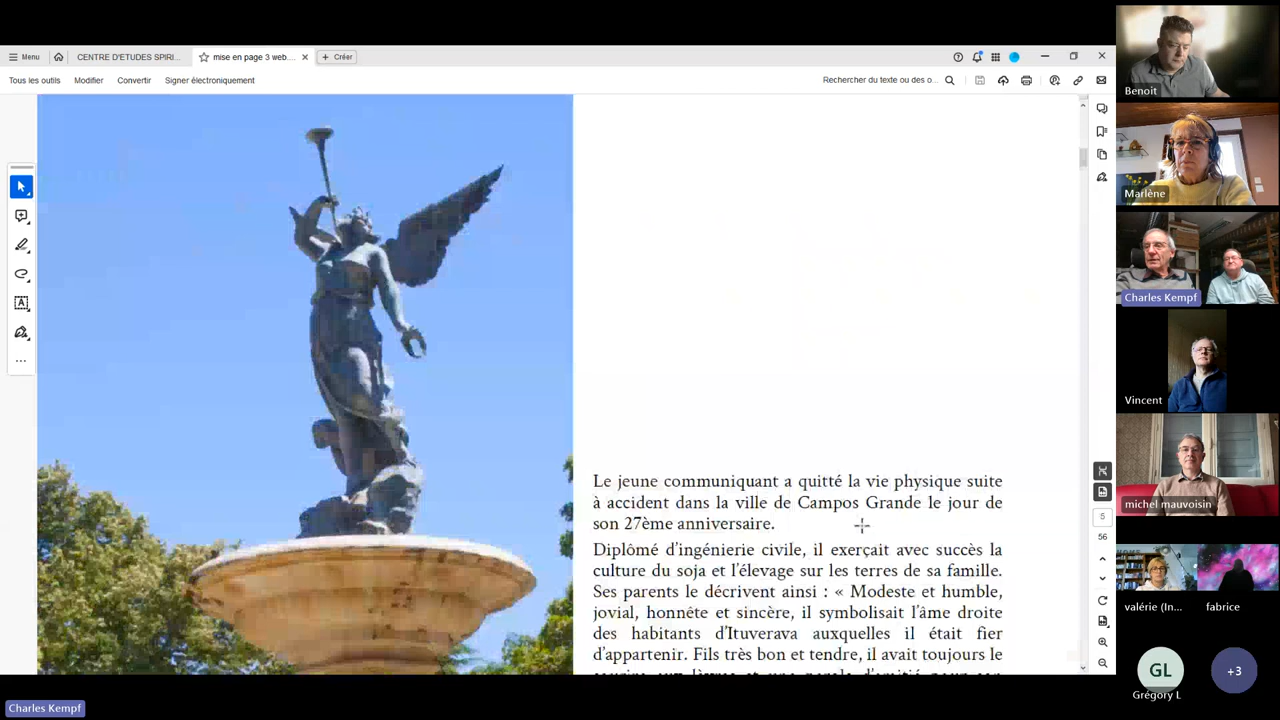 Menu
CENTRE D'ETUDES SPIRI...
mise en page 3 web....
Créer
Tous les outils
Modifier
Convertir
Signer électroniquement
Rechercher du texte ou des o...
Le jeune communiquant a quitté la vie physique suite
à accident dans la ville de Campos Grande le jour de
son 27ème anniversaire.
Diplômé d'ingénierie civile, il exerçait avec succès la
culture du soja et l'élevage sur les terres de sa famille.
Ses parents le décrivent ainsi : « Modeste et humble,
jovial, honnête et sincère, il symbolisait l'âme droite
des habitants d'Ituverava auxquelles il était fier
d'appartenir. Fils très bon et tendre, il avait toujours le
5
56
Benoit
Marlène
Charles Kempf
Vincent
michel mauvoisin
valérie (In...
fabrice
GL
Grégory L
+3
Charles Kempf